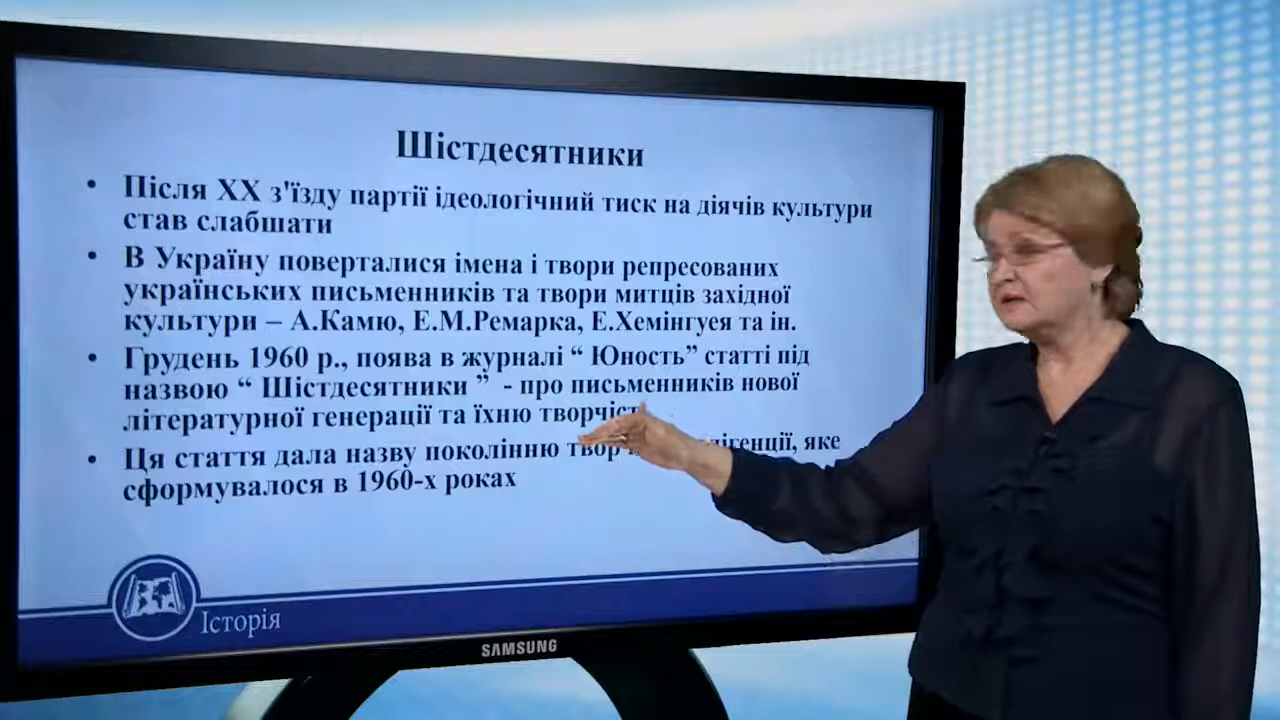 Шістдесятники
• Після ХХ з'їзду партії ідеологічний тиск на діячів культури
став слабшати
• В Україну поверталися імена і твори репресованих
українських письменників та твори митців західної
культури – А.Камю, Е.М.Ремарка, Е.Хемінгуея та ін.
• Грудень 1960 р., поява в журналі “ Юность” статті під
назвою “ Шістдесятники ” - про письменників нової
літературної генерації та їхню
• Ця стаття дала назву поколінню яке
сформувалося в 1960-х роках
Історія
SAMSUNG